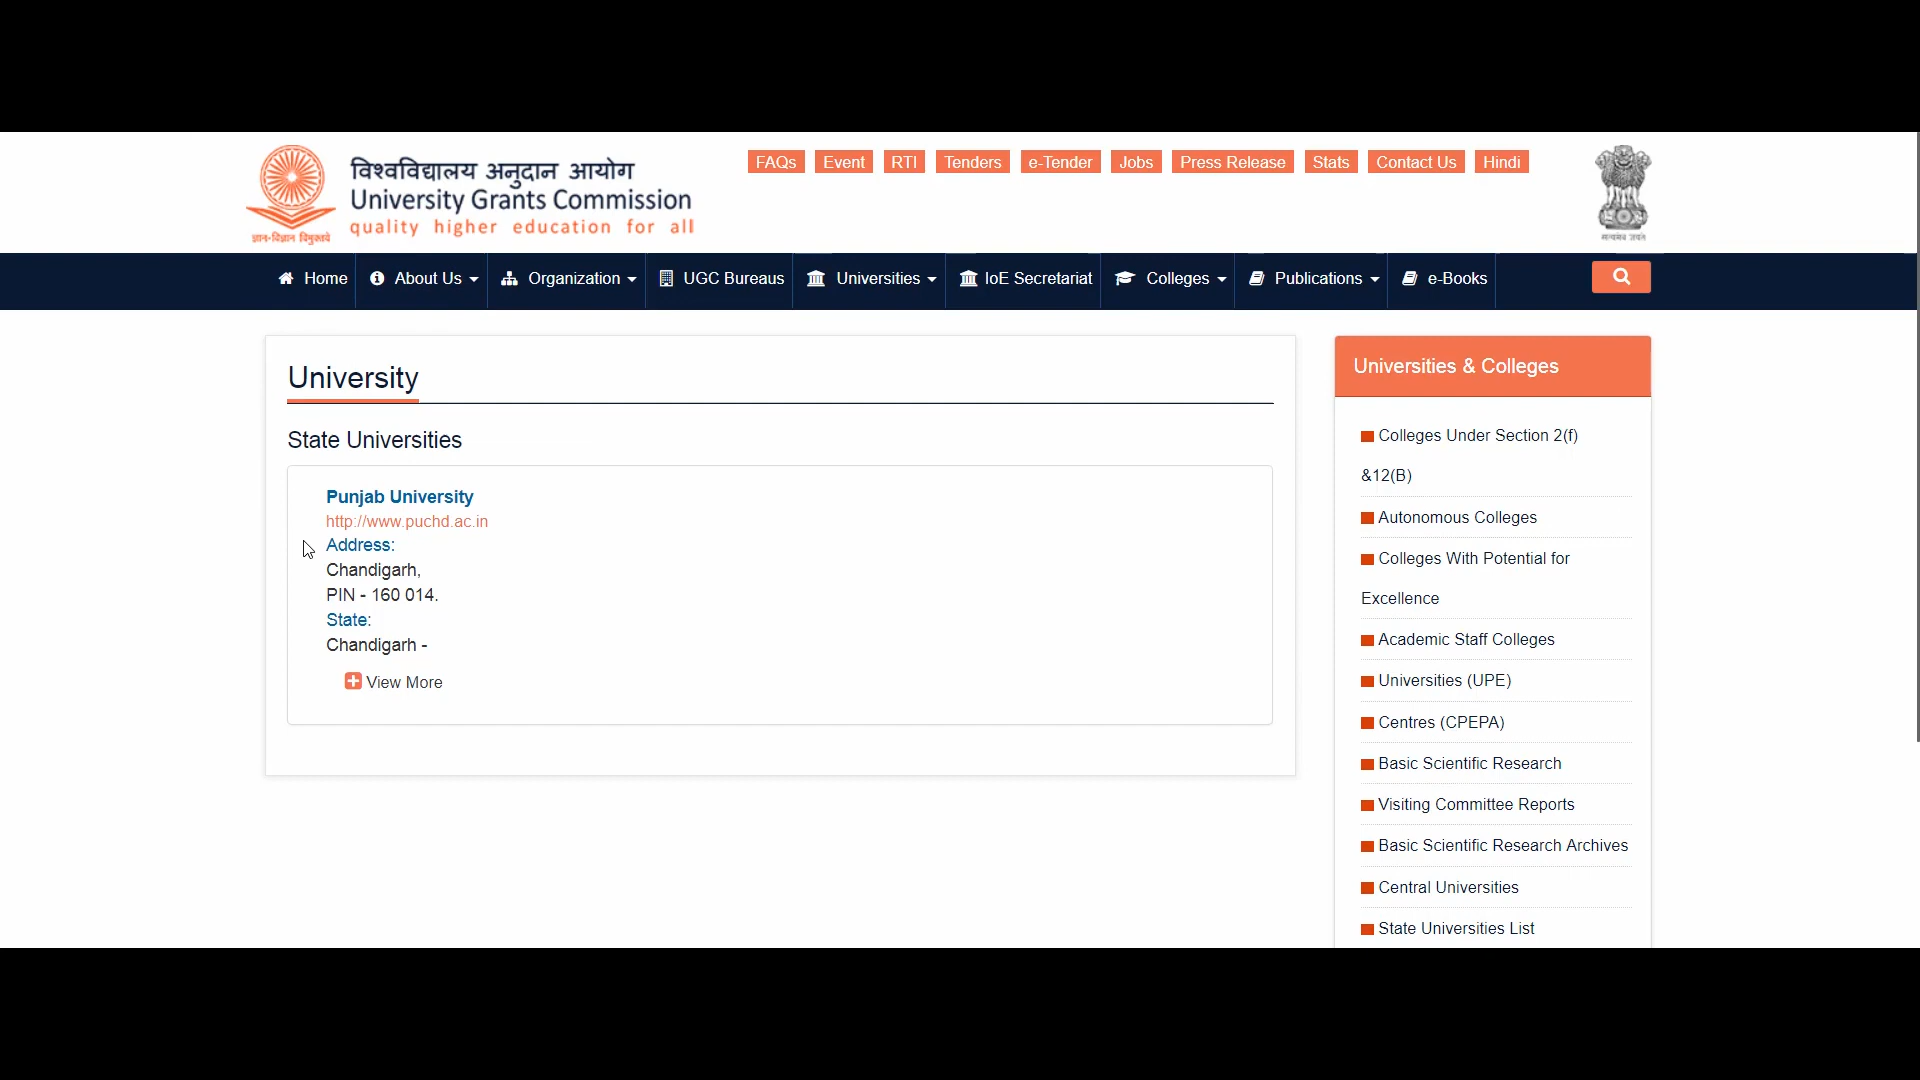 विश्वविद्यालय अनुदान आयोग
University Grants Commission
quality higher education for all
ज्ञान-विज्ञान विमुक्तये
FAQs Event RTI Tenders e-Tender Jobs Press Release Stats Contact Us Hindi
सत्यमेव जयते
Home About Us Organization UGC Bureaus Universities IoE Secretariat Colleges Publications e-Books
University
State Universities
Punjab University
http://www.puchd.ac.in
Address:
Chandigarh,
PIN - 160 014.
State:
Chandigarh -
View More
Universities & Colleges
Colleges Under Section 2(f)
&12(B)
Autonomous Colleges
Colleges With Potential for
Excellence
Academic Staff Colleges
Universities (UPE)
Centres (CPEPA)
Basic Scientific Research
Visiting Committee Reports
Basic Scientific Research Archives
Central Universities
State Universities List